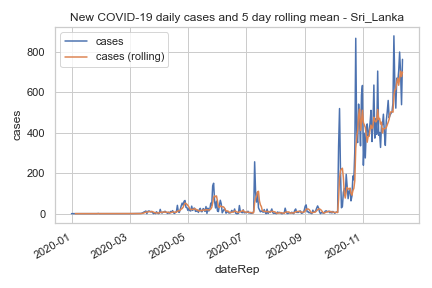 New COVID-19 daily cases and 5 day rolling mean - Sri_Lanka
cases
cases (rolling)
800
600
400
200
0
cases
2020-01
2020-03
2020-05
2020-07
2020-09
2020-11
dateRep